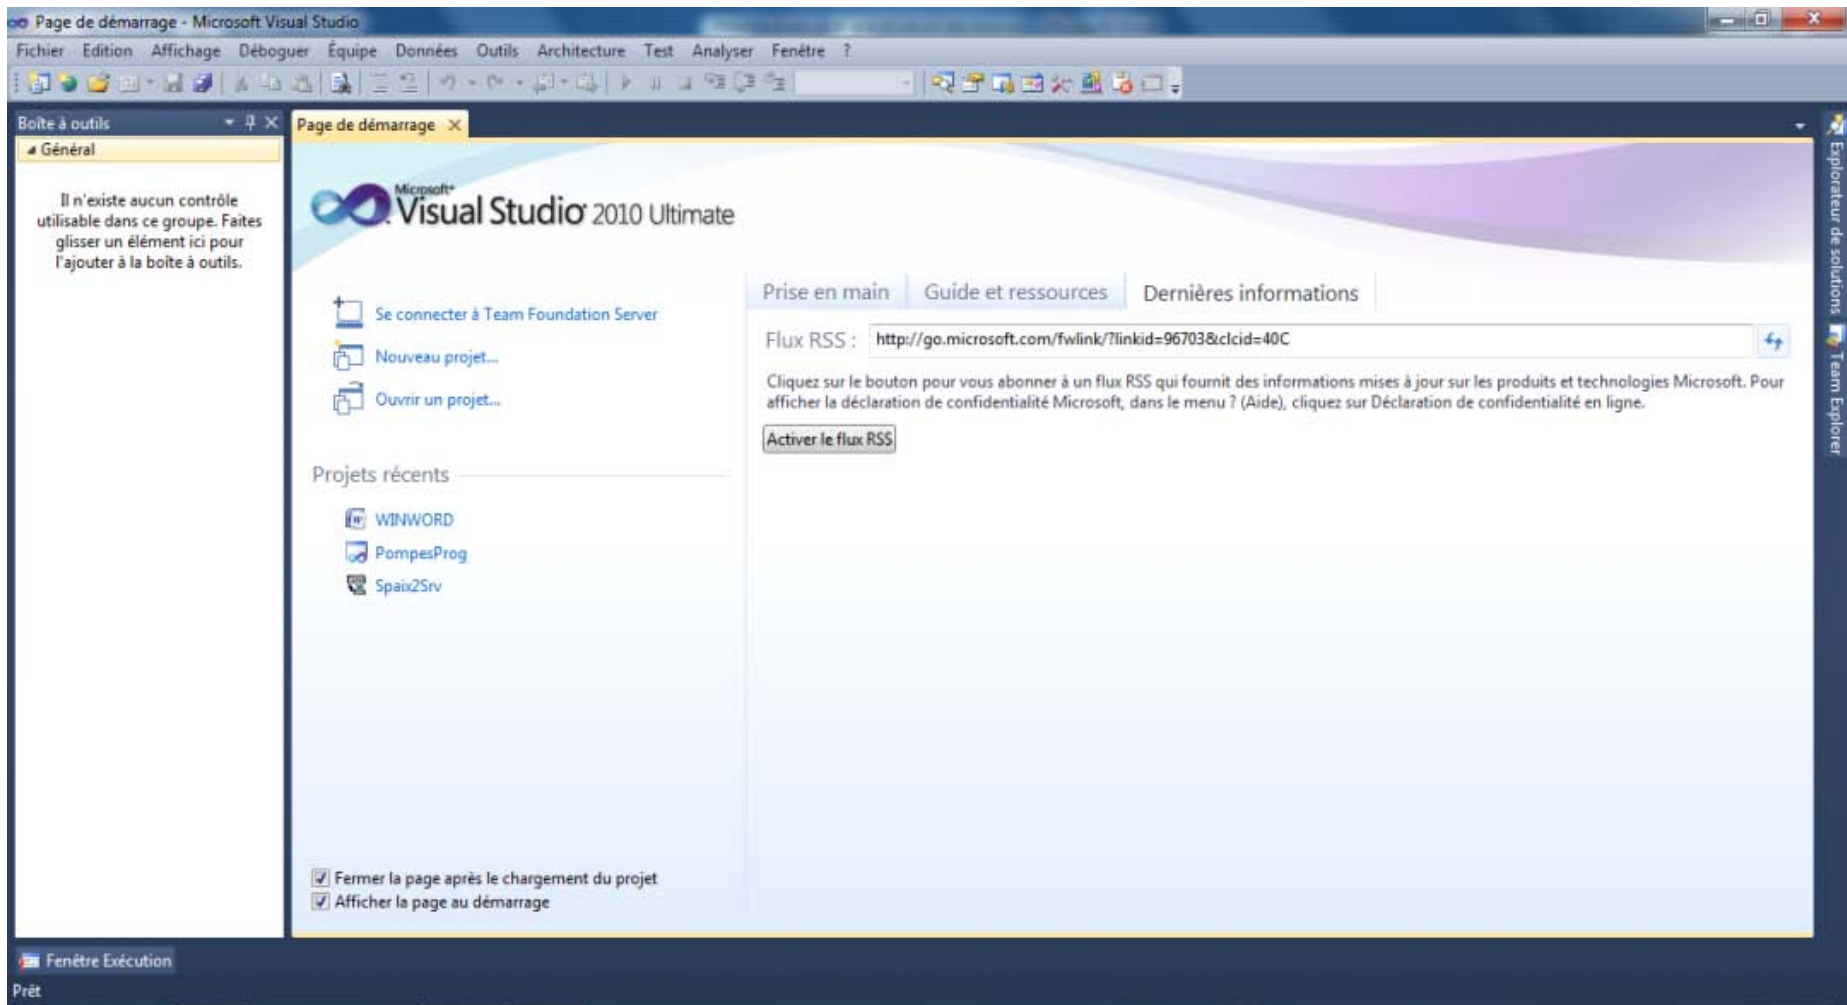 Page de démarrage - Microsoft Visual Studio
Fichier Edition Affichage Déboguer Équipe Données Outils Architecture Test Analyser Fenêtre ?
Boîte à outils
Général
Il n'existe aucun contrôle
utilisable dans ce groupe. Faites
glisser un élément ici pour
l'ajouter à la boîte à outils.
Page de démarrage
Microsoft
Visual Studio 2010 Ultimate
Se connecter à Team Foundation Server
Nouveau projet...
Ouvrir un projet...
Projets récents
WINWORD
PompesProg
Spaix2Srv
Fermer la page après le chargement du projet
Afficher la page au démarrage
Prise en main Guide et ressources Dernières informations
Flux RSS : http://go.microsoft.com/fwlink/?linkid=96703&clcid=40C
Cliquez sur le bouton pour vous abonner à un flux RSS qui fournit des informations mises à jour sur les produits et technologies Microsoft. Pour
afficher la déclaration de confidentialité Microsoft, dans le menu ? (Aide), cliquez sur Déclaration de confidentialité en ligne.
Activer le flux RSS
Explorateur de solutions
Team Explorer
Fenêtre Exécution
Prêt